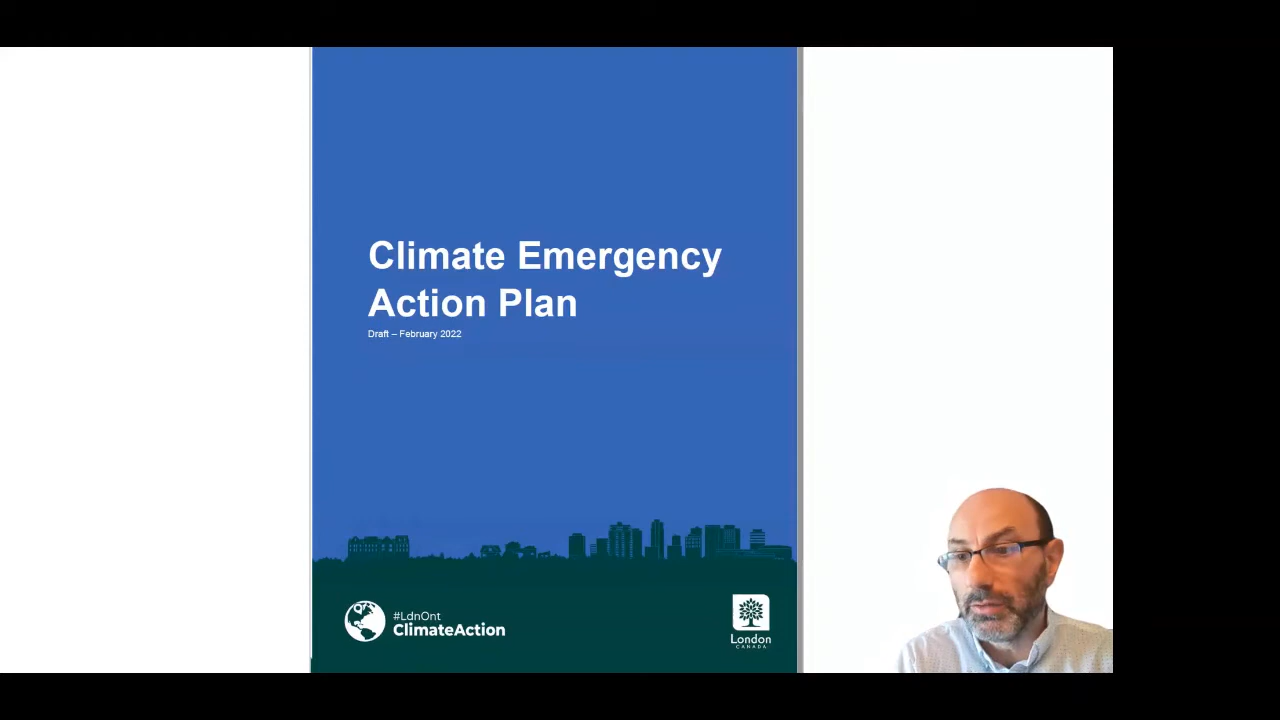 Climate Emergency
Action Plan
Draft – February 2022
#LdnOnt
ClimateAction
London
CANADA